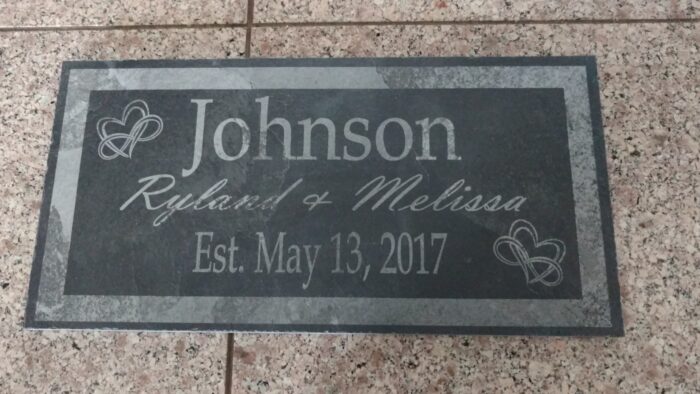 Johnson
Ryland & Melissa
Est. May 13, 2017